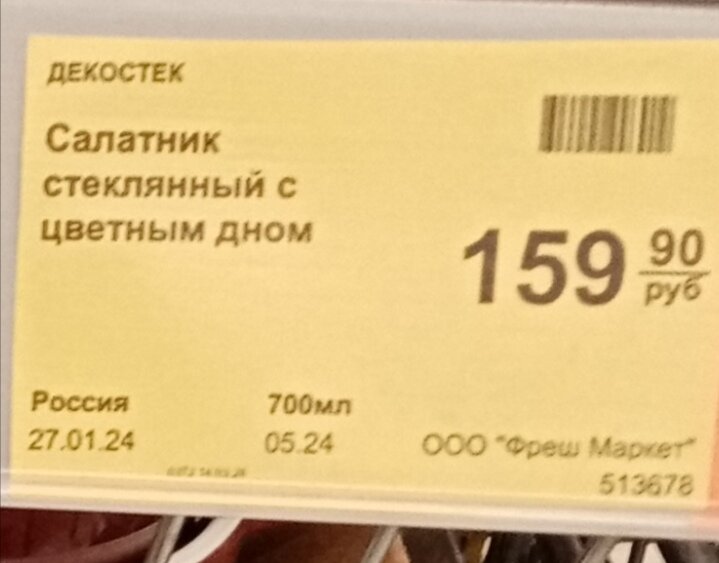 ДЕКОСТЕК
Салатник
стеклянный с
цветным дном
159 90
руб
Россия 700мл
27.01.24 05.24 ООО "Фреш Маркет"
513678